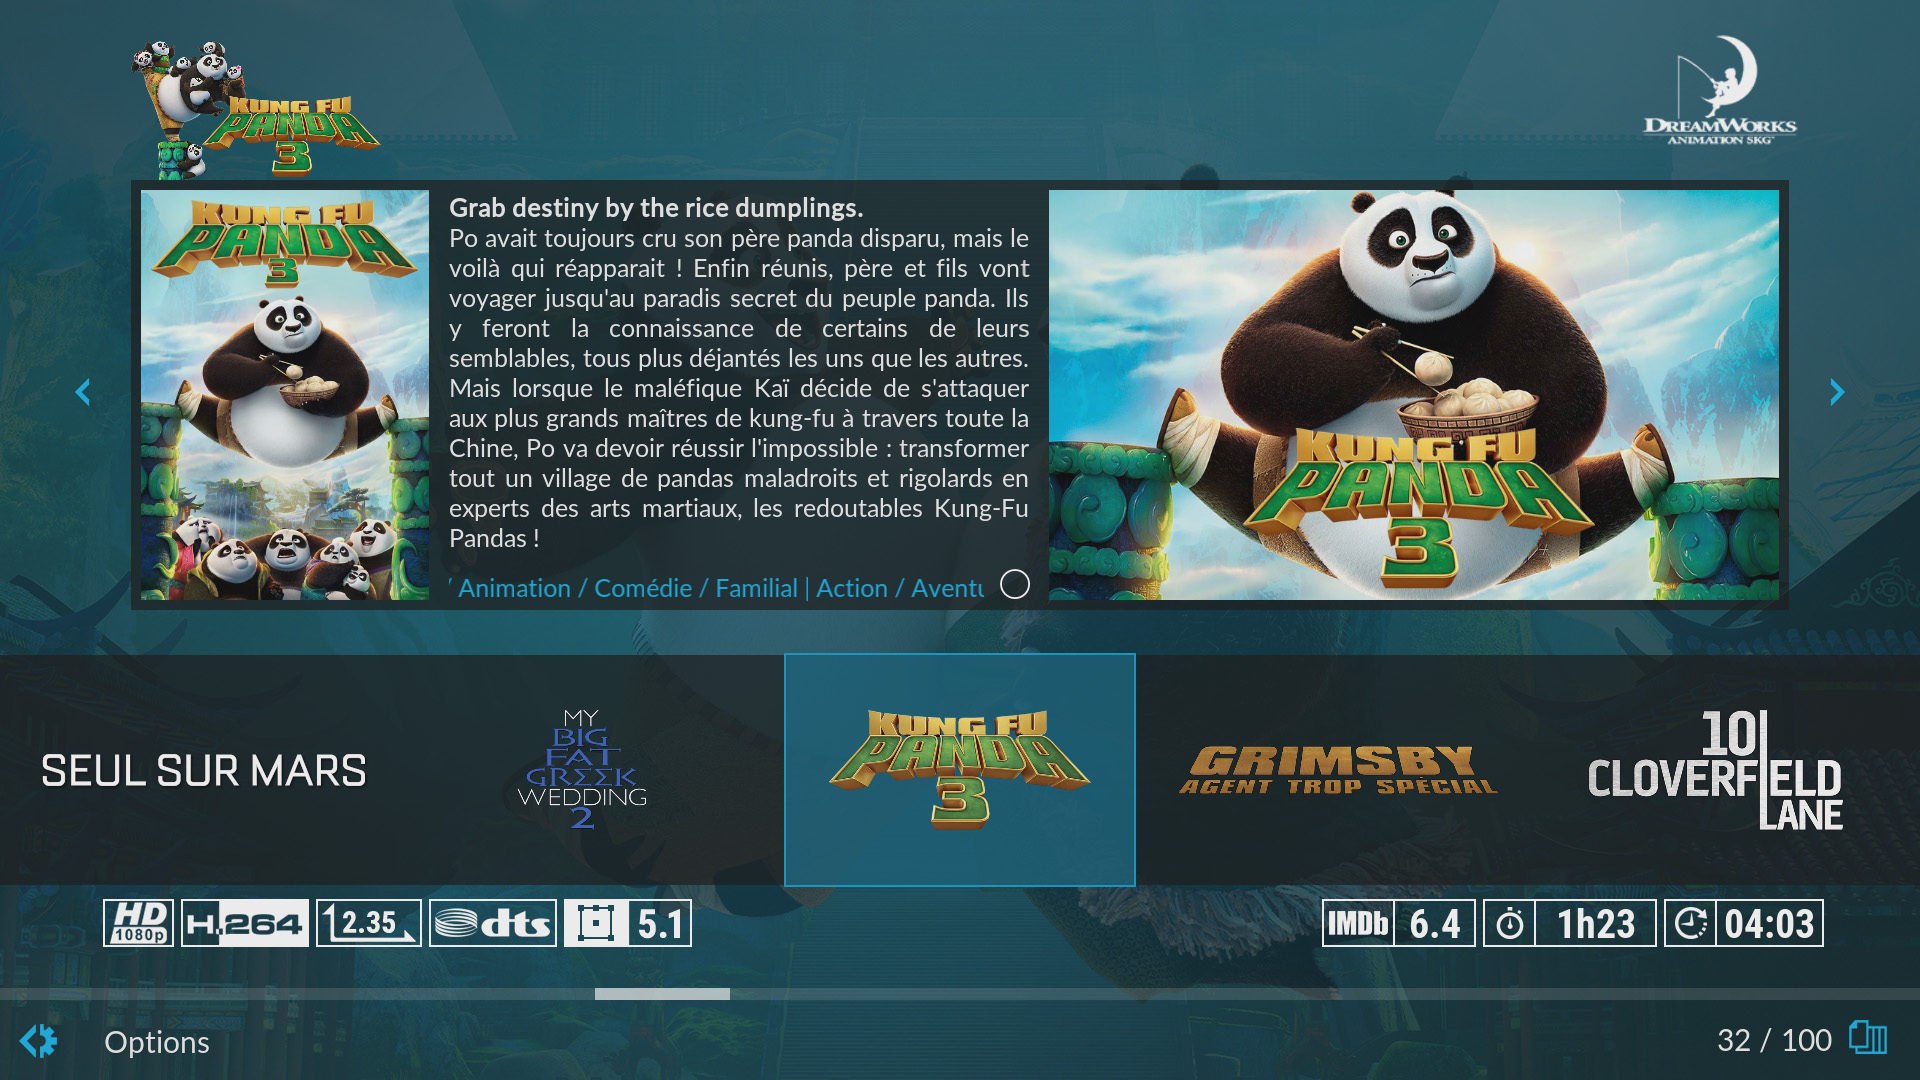 KUNG FU
PANDA
3
DREAMWORKS
ANIMATION SKG
KUNG FU
PANDA
3
Grab destiny by the rice dumplings.
Po avait toujours cru son père panda disparu, mais le
voilà qui réapparait ! Enfin réunis, père et fils vont
voyager jusqu'au paradis secret du peuple panda. Ils
y feront la connaissance de certains de leurs
semblables, tous plus déjantés les uns que les autres.
Mais lorsque le maléfique Kaï décide de s'attaquer
aux plus grands maîtres de kung-fu à travers toute la
Chine, Po va devoir réussir l'impossible : transformer
tout un village de pandas maladroits et rigolards en
experts des arts martiaux, les redoutables Kung-Fu
Pandas !
/ Animation / Comédie / Familial | Action / Aventu
KUNG FU
PANDA
3
SEUL SUR MARS
MY
BIG
FAT
GREEK
WEDDING
2
KUNG FU
PANDA
3
GRIMSBY
AGENT TROP SPÉCIAL
10
CLOVERFIELD
LANE
HD
1080p
H.264
2.35
dts
5.1
IMDb 6.4
1h23
04:03
Options
32 / 100